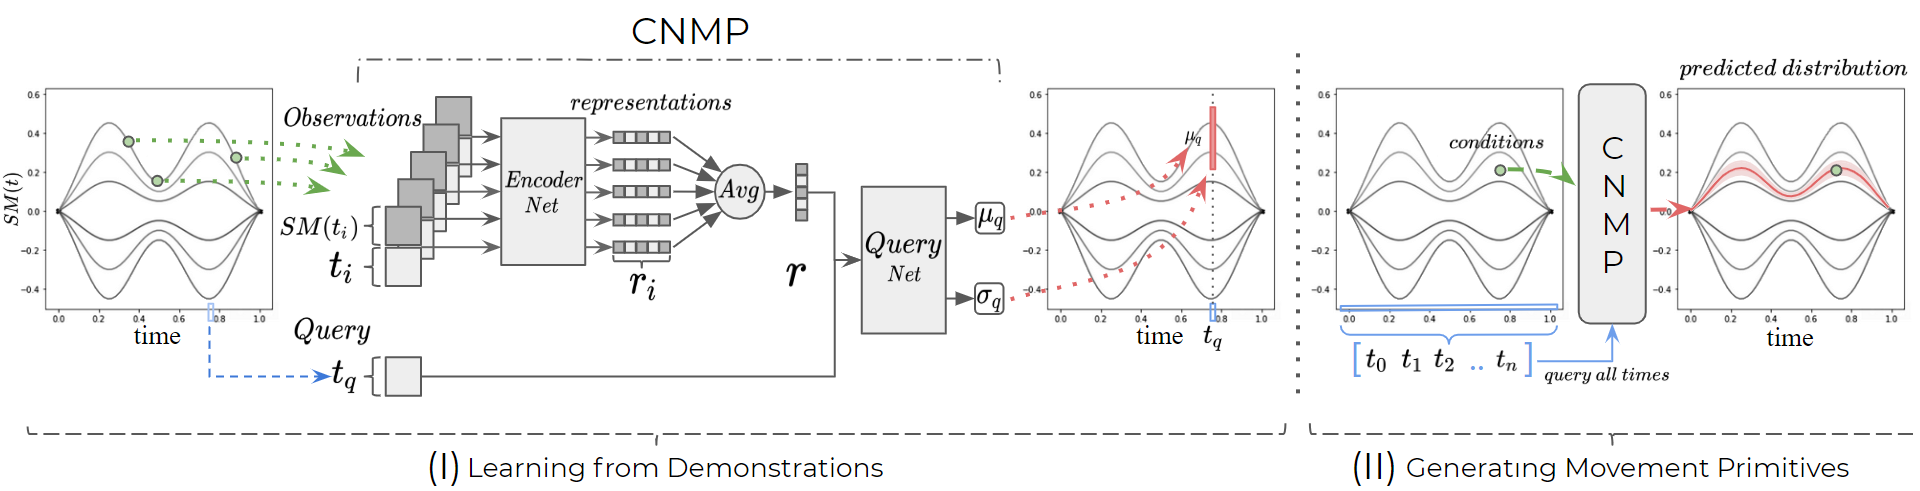 CNMP
Observations
representations
Encoder
Net
Avg
SM(t_i)
t_i
r_i
r
Query
Net
μ_q
σ_q
Query
t_q
SM(t)
0.6
0.4
0.2
0.0
−0.2
−0.4
0.0 0.2 0.4 0.6 0.8 1.0
time
0.6
0.4
0.2
0.0
−0.2
−0.4
μ_q
0.0 0.2 0.4 0.6 0.8 1.0
time t_q
(I) Learning from Demonstrations
0.6
0.4
0.2
0.0
−0.2
−0.4
conditions
0.0 0.2 0.4 0.6 0.8 1.0
[t_0 t_1 t_2 .. t_n]
query all times
C
N
M
P
predicted distribution
0.6
0.4
0.2
0.0
−0.2
−0.4
0.0 0.2 0.4 0.6 0.8 1.0
time
(II) Generating Movement Primitives